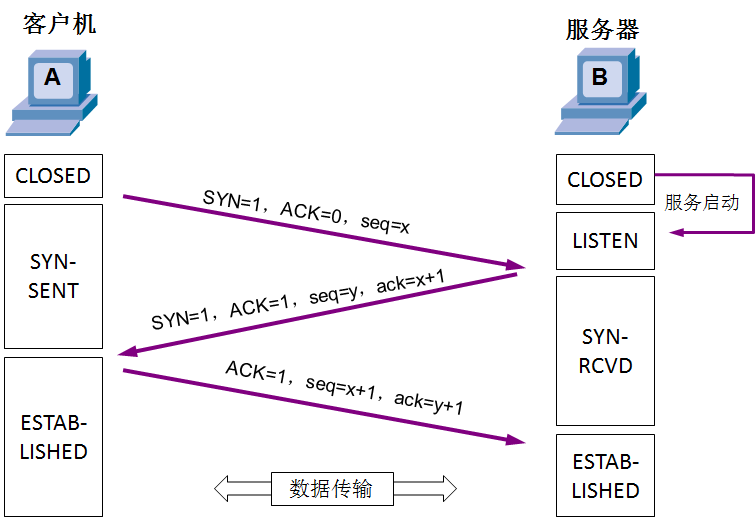 客户机
服务器
A
B
CLOSED
CLOSED
服务启动
SYN=1，ACK=0，seq=x
LISTEN
SYN-
SENT
SYN=1，ACK=1，seq=y，ack=x+1
SYN-
RCVD
ACK=1，seq=x+1，ack=y+1
ESTAB-
LISHED
ESTAB-
LISHED
数据传输